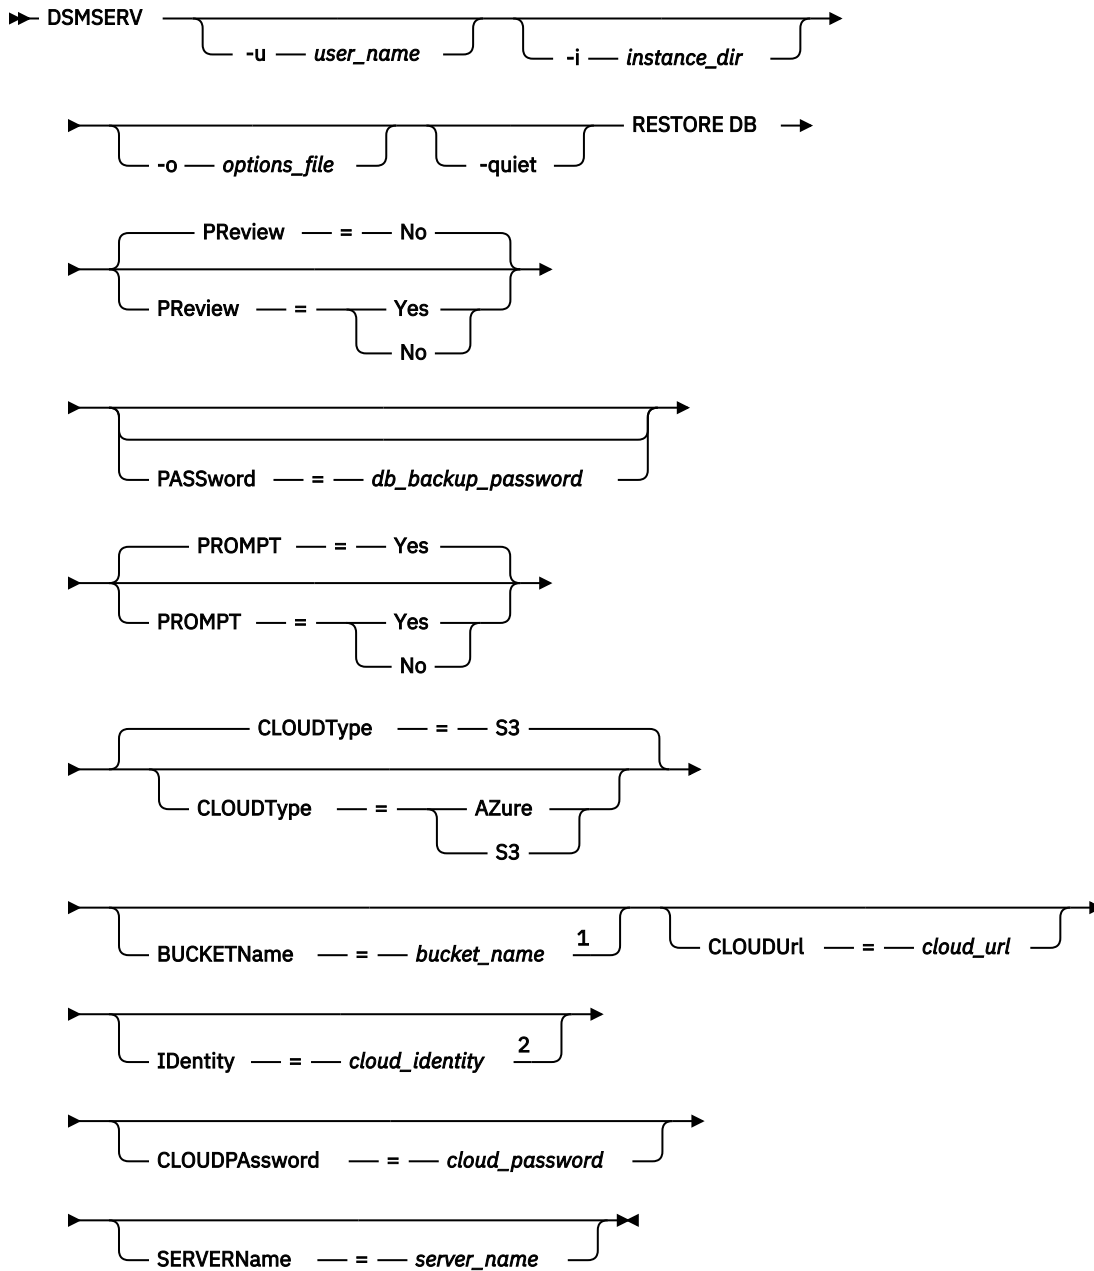 DSMSERV
-u user_name -i instance_dir
RESTORE DB
-o options_file -quiet
PReview = No
PReview = Yes
No
PASSword = db_backup_password
PROMPT = Yes
PROMPT = Yes
No
CLOUDType = S3
CLOUDType = AZure
S3
BUCKETName = bucket_name 1 CLOUDUrl = cloud_url
IDentity = cloud_identity 2
CLOUDPAssword = cloud_password
SERVERName = server_name